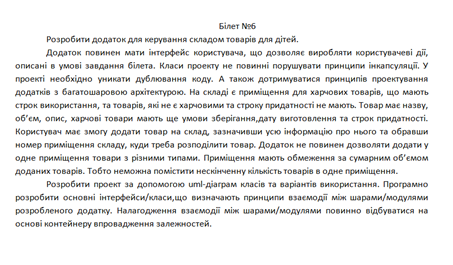 Білет №6
Розробити додаток для керування складом товарів для дітей.
Додаток повинен мати інтерфейс користувача, що дозволяє виробляти користувачеві дії,
описані в умові завдання білета. Класи проекту не повинні порушувати принципи інкапсуляції. У
проекті необхідно уникати дублювання коду. А також дотримуватися принципів проектування
додатків з багатошаровою архітектурою. На складі є приміщення для харчових товарів, що мають
строк використання, та товарів, які не є харчовими та строку придатності не мають. Товар має назву,
об'єм, опис, харчові товари мають ще умови зберігання,дату виготовлення та строк придатності.
Користувач має змогу додати товар на склад, зазначивши усю інформацію про нього та обравши
номер приміщення складу, куди треба розподілити товар. Додаток не повинен дозволяти додати у
одне приміщення товари з різними типами. Приміщення мають обмеження за сумарним об'ємом
доданих товарів. Тобто неможна помістити нескінченну кількість товарів в одне приміщення.
Розробити проект за допомогою uml-діаграм класів та варіантів використання. Програмно
розробити основні інтерфейси/класи,що визначають принципи взаємодії між шарами/модулями
розробленого додатку. Налагодження взаємодії між шарами/модулями повинно відбуватися на
основі контейнеру впровадження залежностей.